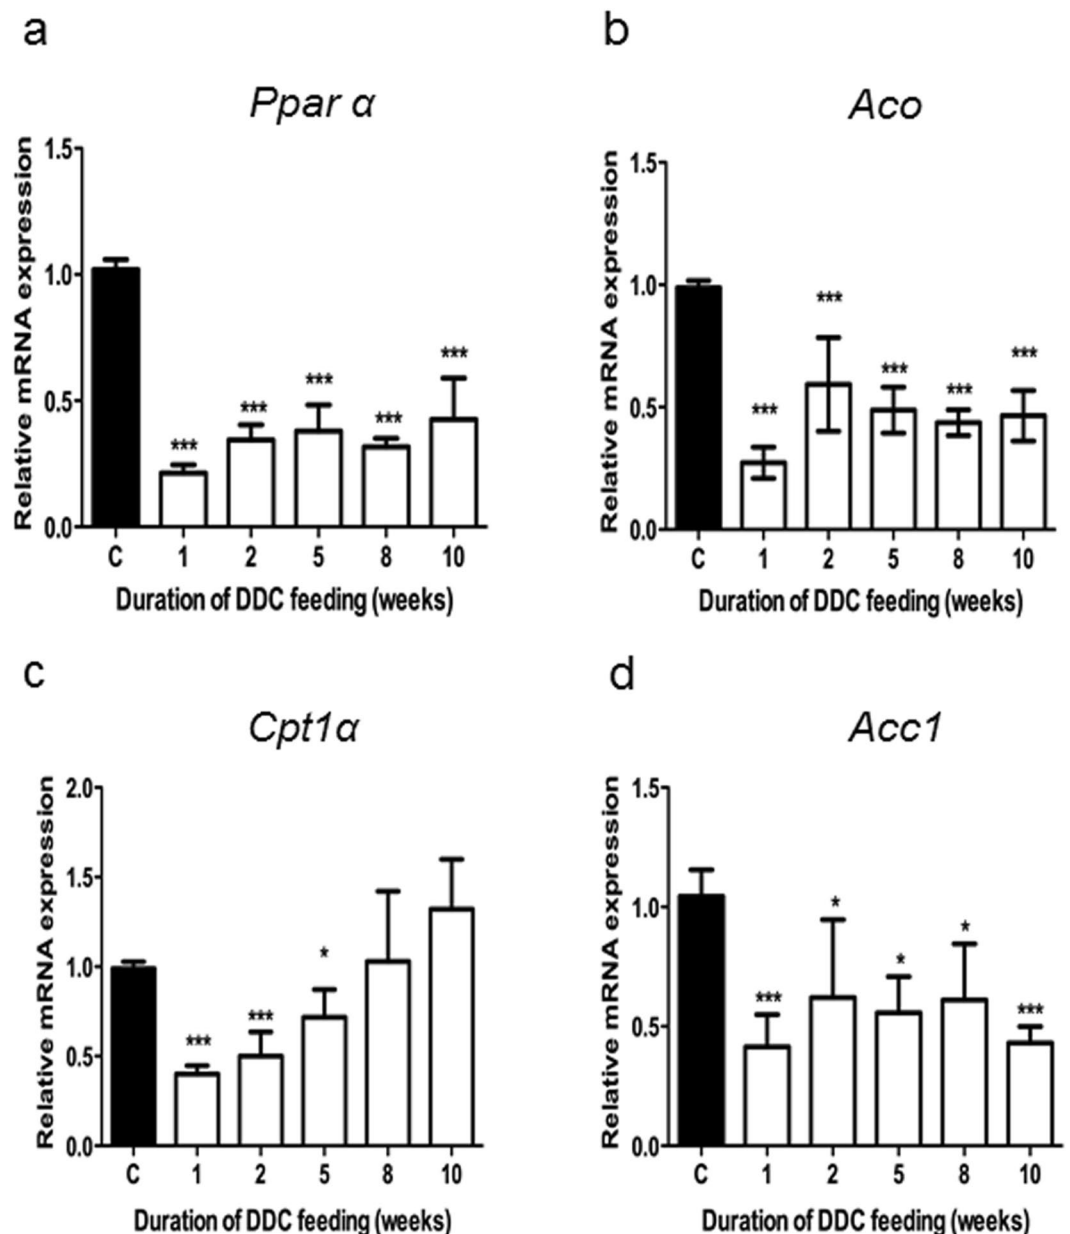 a
Ppar α
Relative mRNA expression
1.5
1.0
0.5
0.0
***
***
***
***
***
C 1 2 5 8 10
Duration of DDC feeding (weeks)
b
Aco
Relative mRNA expression
1.5
1.0
0.5
0.0
***
***
***
***
***
C 1 2 5 8 10
Duration of DDC feeding (weeks)
c
Cpt1α
Relative mRNA expression
2.0
1.5
1.0
0.5
0.0
***
***
*
C 1 2 5 8 10
Duration of DDC feeding (weeks)
d
Acc1
Relative mRNA expression
1.5
1.0
0.5
0.0
***
*
*
*
***
C 1 2 5 8 10
Duration of DDC feeding (weeks)